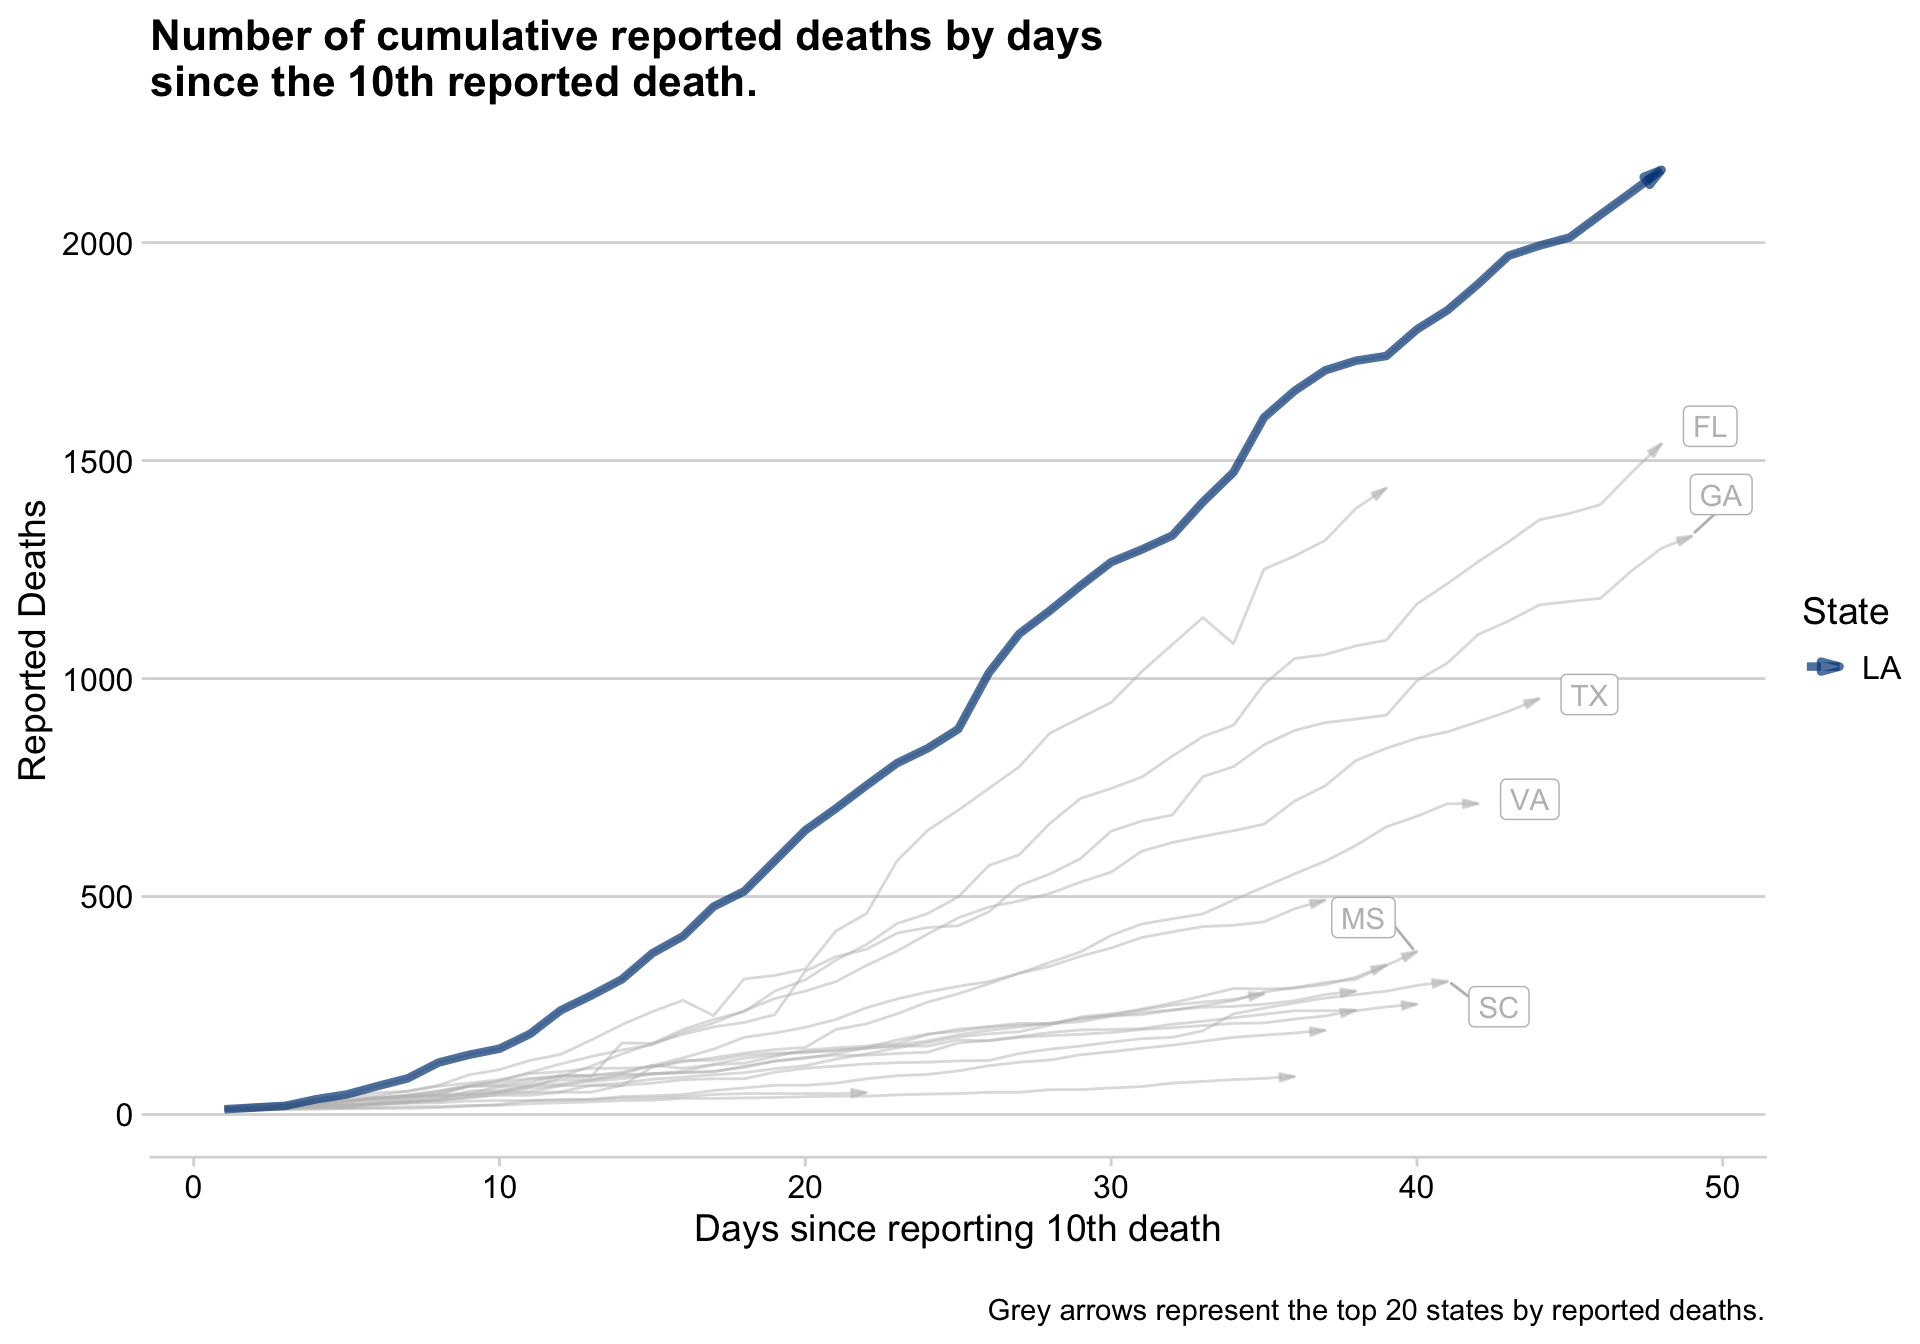 Number of cumulative reported deaths by days
since the 10th reported death.
Reported Deaths
2000
1500
1000
500
0
FL
GA
TX
VA
MS
SC
State
LA
0
10
20
30
40
50
Days since reporting 10th death
Grey arrows represent the top 20 states by reported deaths.